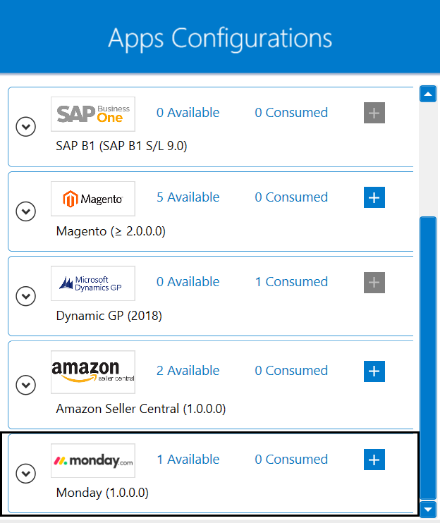 Apps Configurations
SAP Business One 0 Available 0 Consumed +
SAP B1 (SAP B1 S/L 9.0)
Magento 5 Available 0 Consumed +
Magento (≥ 2.0.0.0)
Microsoft Dynamics GP 0 Available 1 Consumed +
Dynamic GP (2018)
amazon seller central 2 Available 0 Consumed +
Amazon Seller Central (1.0.0.0)
monday.com 1 Available 0 Consumed +
Monday (1.0.0.0)